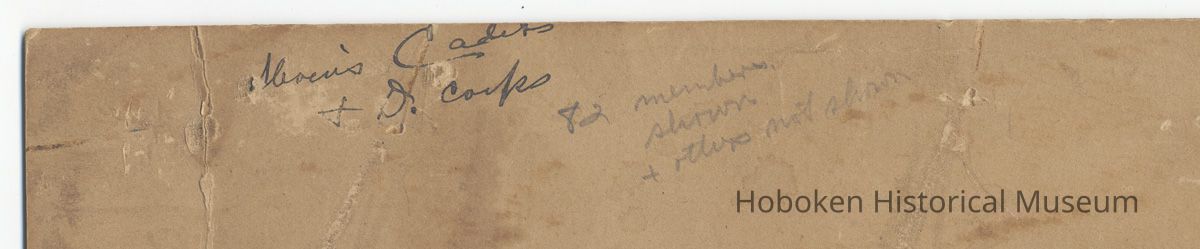 Morris Cadets
+ D. Corps
82 members
shown
+ others not shown
Hoboken Historical Museum